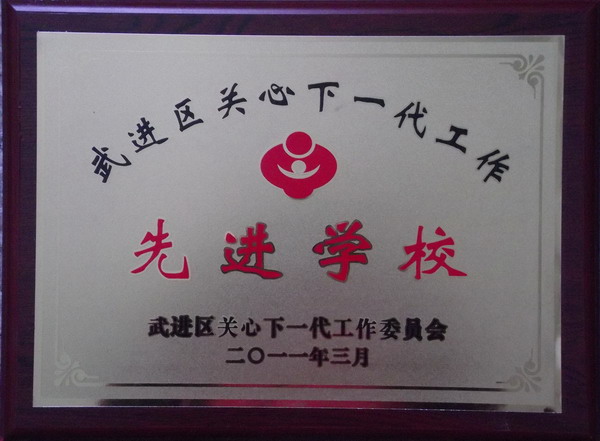 武进区关心下一代工作
先进学校
武进区关心下一代工作委员会
二〇一一年三月